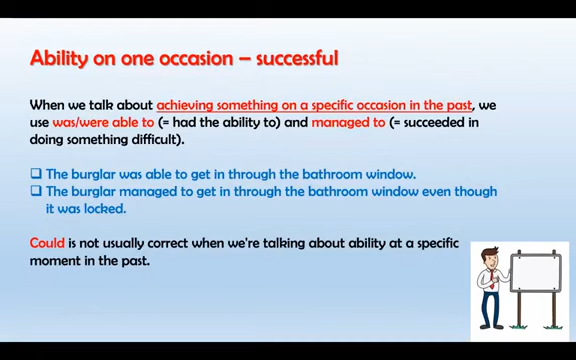 Ability on one occasion – successful
When we talk about achieving something on a specific occasion in the past, we
use was/were able to (= had the ability to) and managed to (= succeeded in
doing something difficult).
❑ The burglar was able to get in through the bathroom window.
❑ The burglar managed to get in through the bathroom window even though
it was locked.
Could is not usually correct when we're talking about ability at a specific
moment in the past.